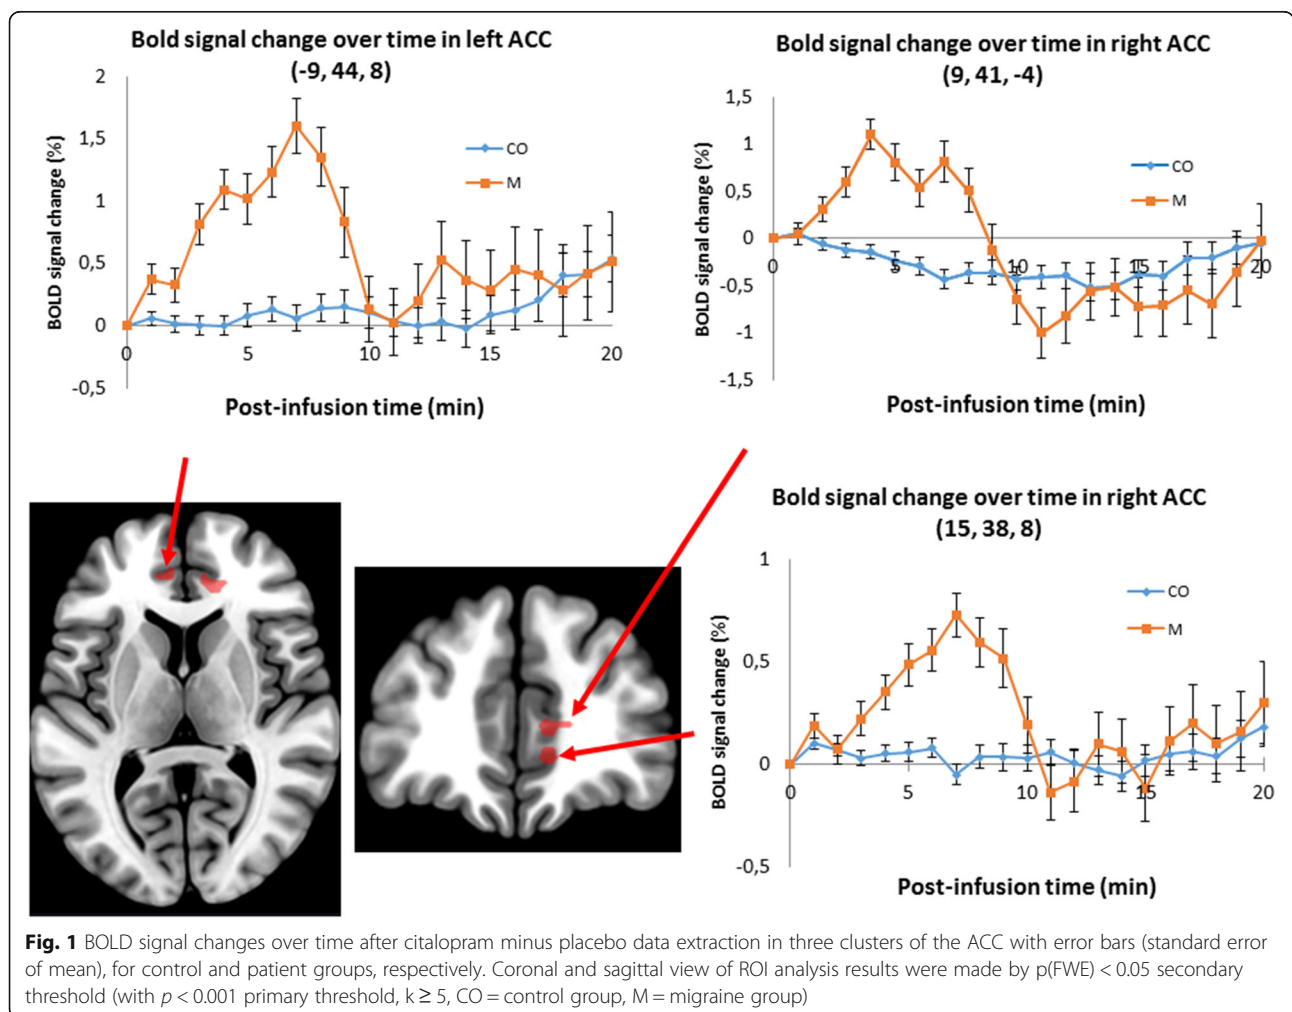 Bold signal change over time in left ACC
(-9, 44, 8)
BOLD signal change (%)
2
1,5
1
0,5
0
-0,5
0
5
10
15
20
CO
M
Post-infusion time (min)
Bold signal change over time in right ACC
(9, 41, -4)
BOLD signal change (%)
1,5
1
0,5
0
-0,5
-1
-1,5
0
5
10
15
20
CO
M
Post-infusion time (min)
Bold signal change over time in right ACC
(15, 38, 8)
BOLD signal change (%)
1
0,5
0
-0,5
0
5
10
15
20
CO
M
Post-infusion time (min)
Fig. 1 BOLD signal changes over time after citalopram minus placebo data extraction in three clusters of the ACC with error bars (standard error
of mean), for control and patient groups, respectively. Coronal and sagittal view of ROI analysis results were made by p(FWE) < 0.05 secondary
threshold (with p < 0.001 primary threshold, k ≥ 5, CO = control group, M = migraine group)